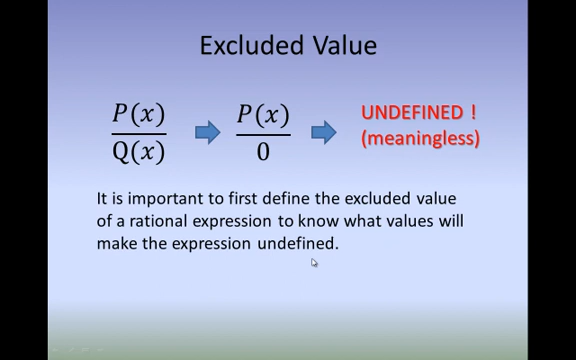 Excluded Value
P(x)
Q(x)
P(x)
0
UNDEFINED !
(meaningless)
It is important to first define the excluded value
of a rational expression to know what values will
make the expression undefined.